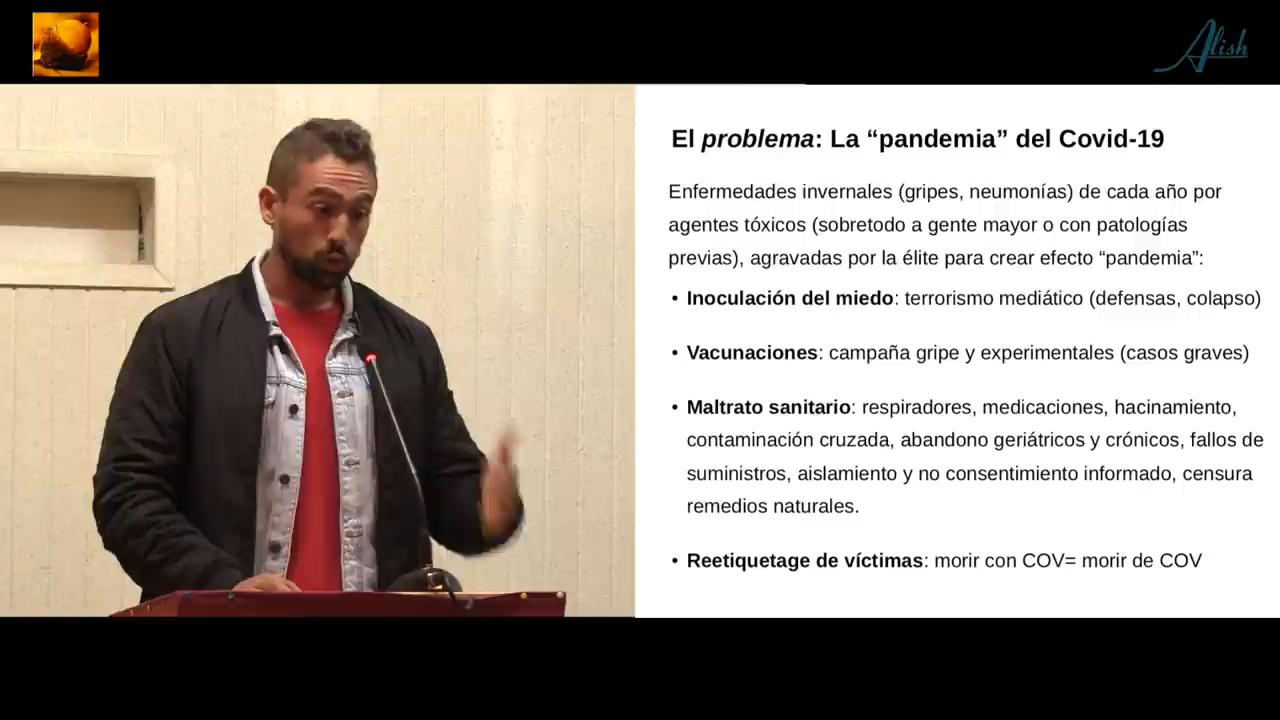 Alish
El problema: La “pandemia” del Covid-19
Enfermedades invernales (gripes, neumonías) de cada año por
agentes tóxicos (sobretodo a gente mayor o con patologías
previas), agravadas por la élite para crear efecto “pandemia”:
• Inoculación del miedo: terrorismo mediático (defensas, colapso)
• Vacunaciones: campaña gripe y experimentales (casos graves)
• Maltrato sanitario: respiradores, medicaciones, hacinamiento,
contaminación cruzada, abandono geriátricos y crónicos, fallos de
suministros, aislamiento y no consentimiento informado, censura
remedios naturales.
• Reetiquetage de víctimas: morir con COV= morir de COV